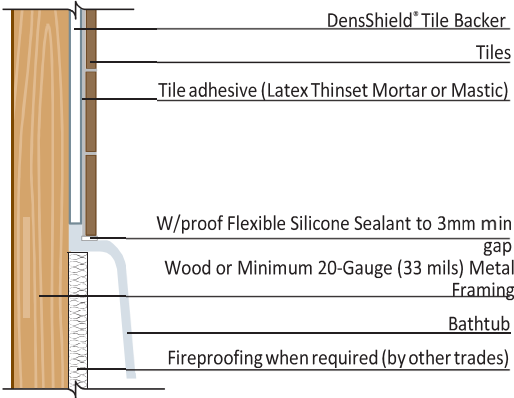 DensShield® Tile Backer
Tiles
Tile adhesive (Latex Thinset Mortar or Mastic)
W/proof Flexible Silicone Sealant to 3mm min
gap
Wood or Minimum 20-Gauge (33 mils) Metal
Framing
Bathtub
Fireproofing when required (by other trades)